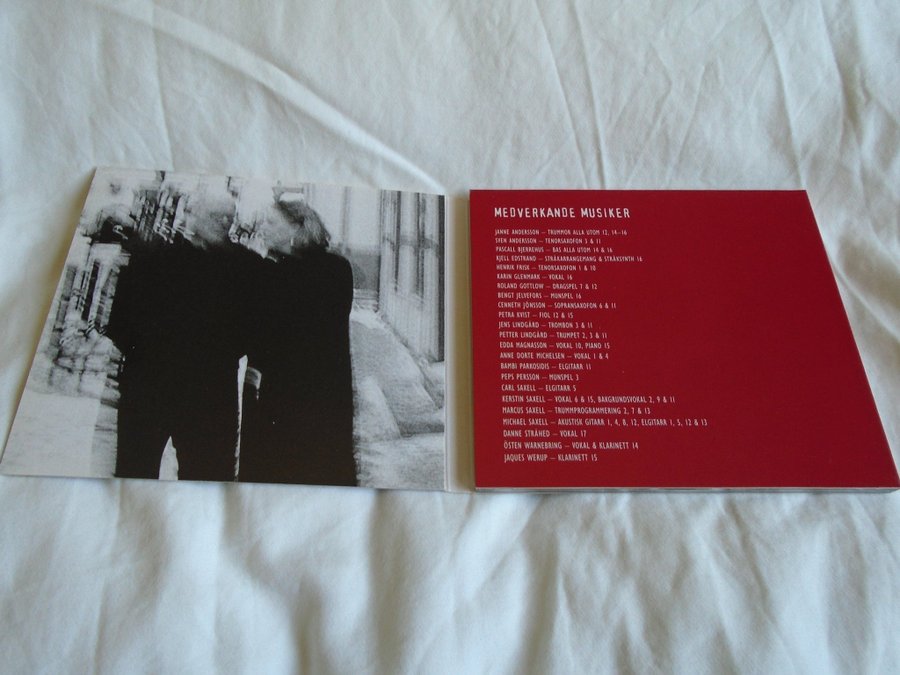 MEDVERKANDE MUSIKER
JANNE ANDERSSON – TRUMMOR ALLA UTOM 12, 14–16
SVEN ANDERSSON – TENORSAXOFON 3 & 11
PASCALL BJERREHUS – BAS ALLA UTOM 14 & 16
KJELL EDSTRAND – STRÅKARRANGEMANG & STRÅKSYNTH 16
HENRIK FRISK – TENORSAXOFON 1 & 10
KARIN GLENMARK – VOKAL 16
ROLAND GOTTLOW – DRAGSPEL 7 & 12
BENGT JELVEFORS – MUNSPEL 16
CENNETH JÖNSSON – SOPRANSAXOFON 6 & 11
PETRA KVIST – FIOL 12 & 15
JENS LINDGÅRD – TROMBON 3 & 11
PETTER LINDGÅRD – TRUMPET 2, 3 & 11
EDDA MAGNASSON – VOKAL 10, PIANO 15
ANNE DORTE MICHELSEN – VOKAL 1 & 4
BAMBI PARKOSIDIS – ELGITARR 11
PEPS PERSSON – MUNSPEL 3
CARL SAXELL – ELGITARR 5
KERSTIN SAXELL – VOKAL 6 & 15, BAKGRUNDSVOKAL 2, 9 & 11
MARCUS SAXELL – TRUMMPROGRAMMERING 2, 7 & 13
MICHAEL SAXELL – AKUSTISK GITARR 1, 4, 8, 12, ELGITARR 1, 5, 12 & 13
DANNE STRÅHED – VOKAL 17
ÖSTEN WARNEBRING – VOKAL & KLARINETT 14
JAQUES WERUP – KLARINETT 15